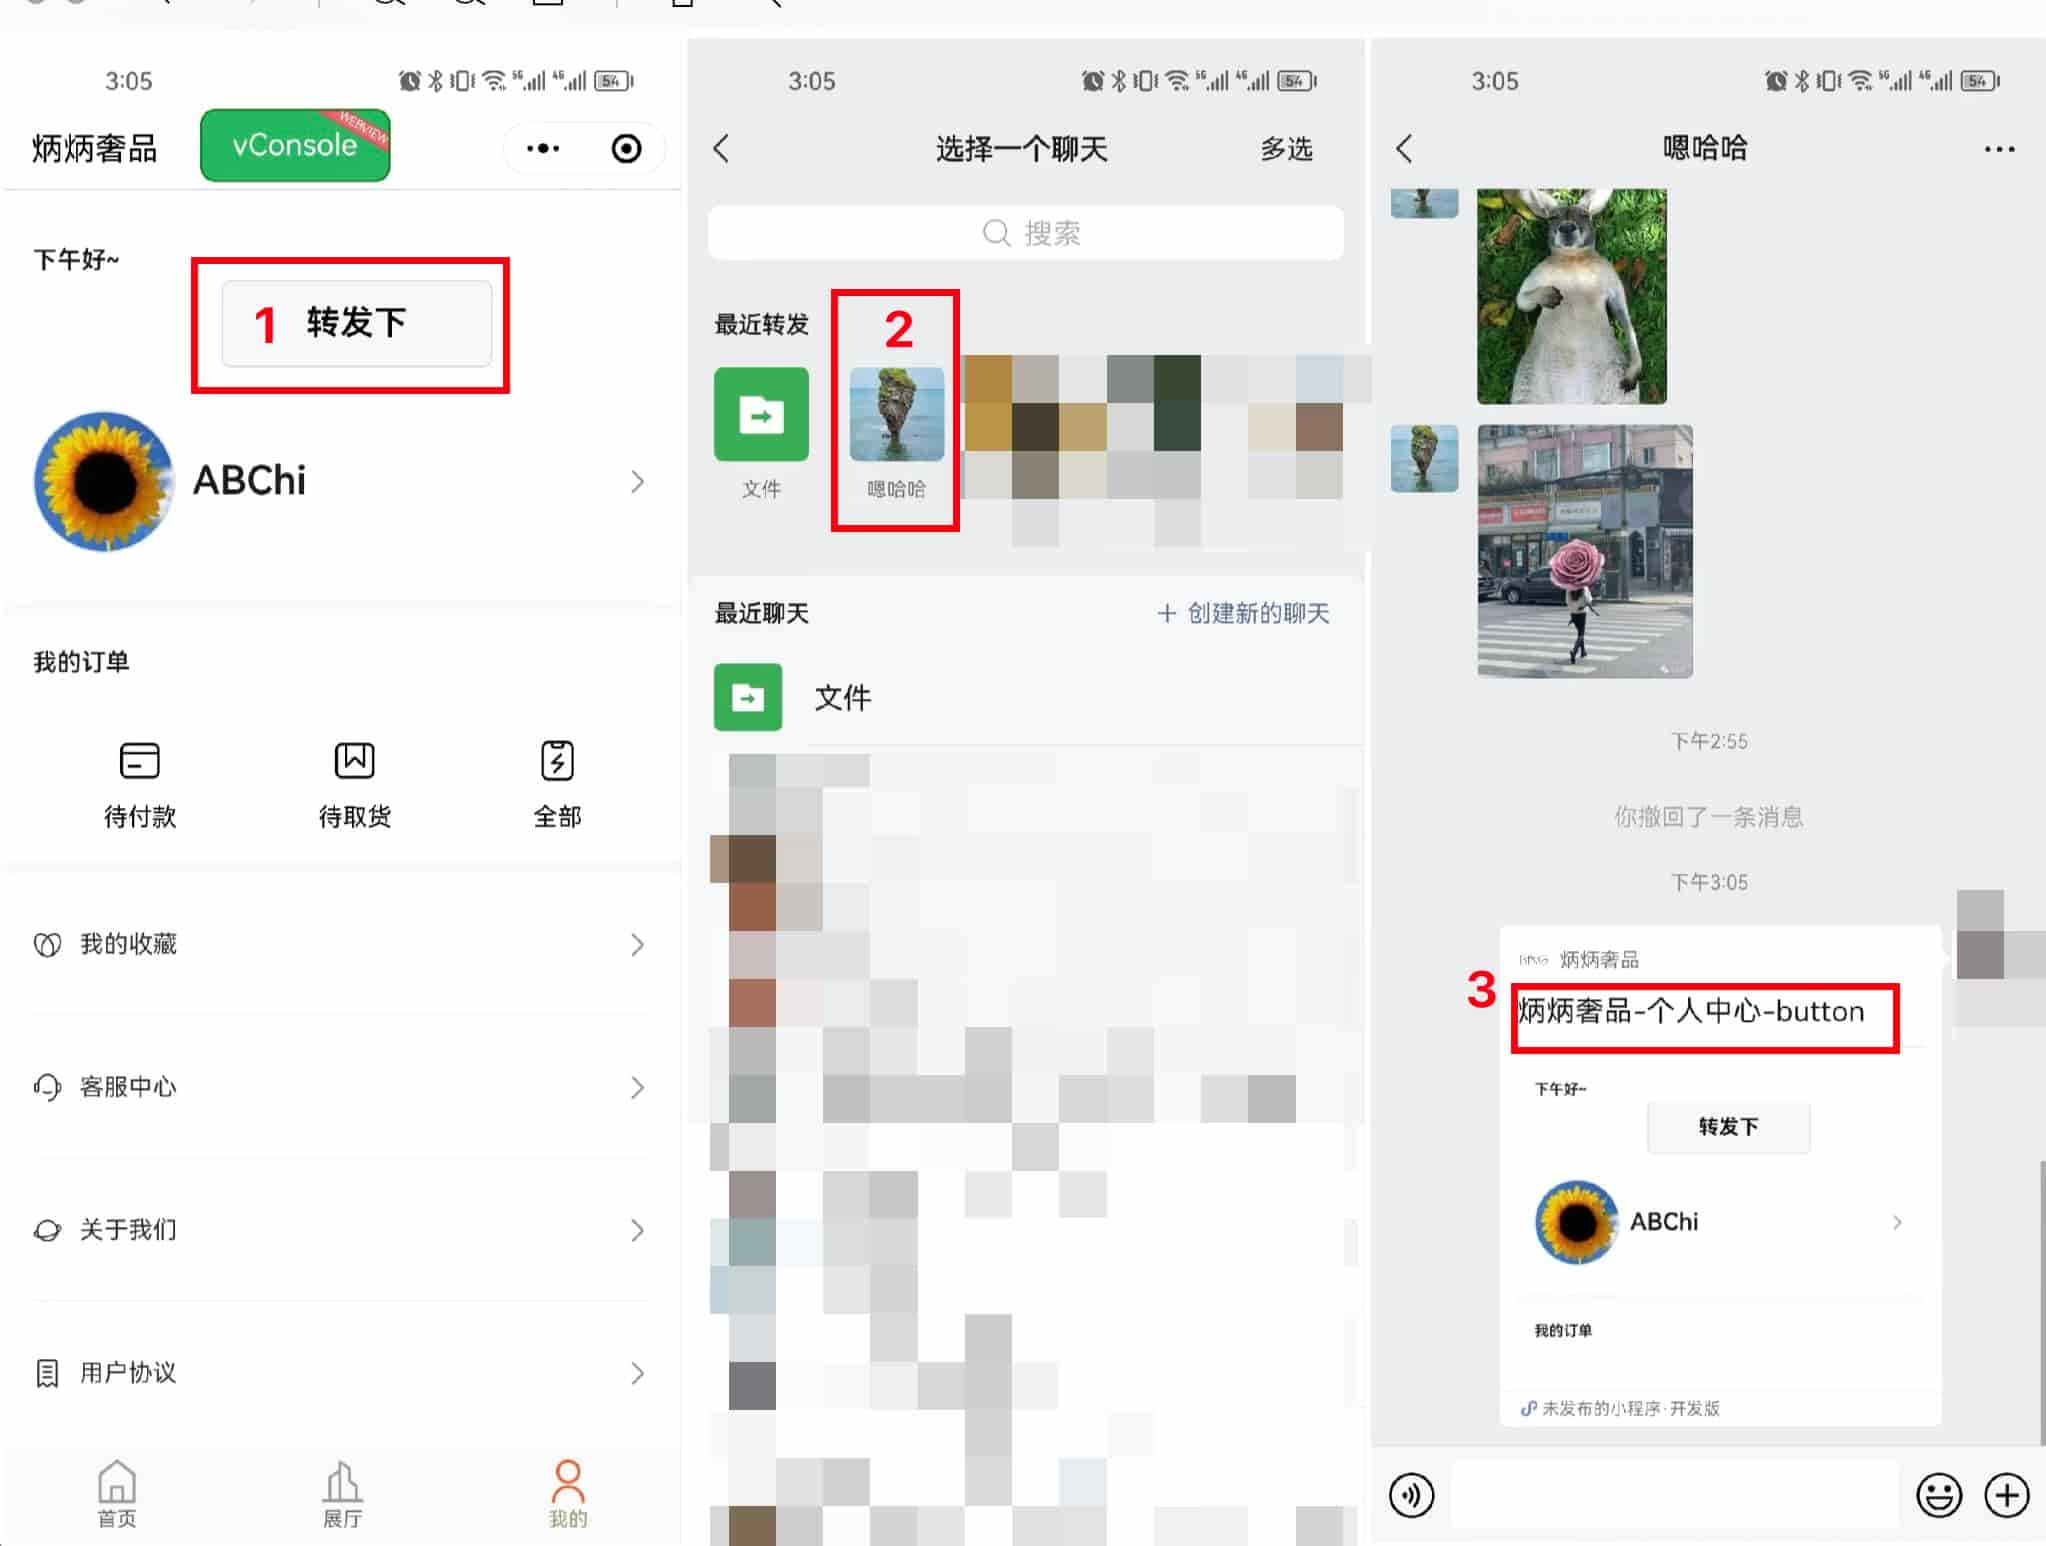 3:05
54
炳炳奢品
vConsole
WEBVIEW
下午好~
1
转发下
ABChi
我的订单
待付款
待取货
全部
我的收藏
客服中心
关于我们
用户协议
首页
展厅
我的
3:05
54
选择一个聊天
多选
搜索
最近转发
2
文件
嗯哈哈
最近聊天
+ 创建新的聊天
文件
3:05
54
嗯哈哈
下午2:55
你撤回了一条消息
下午3:05
炳炳奢品
3
炳炳奢品-个人中心-button
下午好~
转发下
ABChi
我的订单
未发布的小程序·开发版